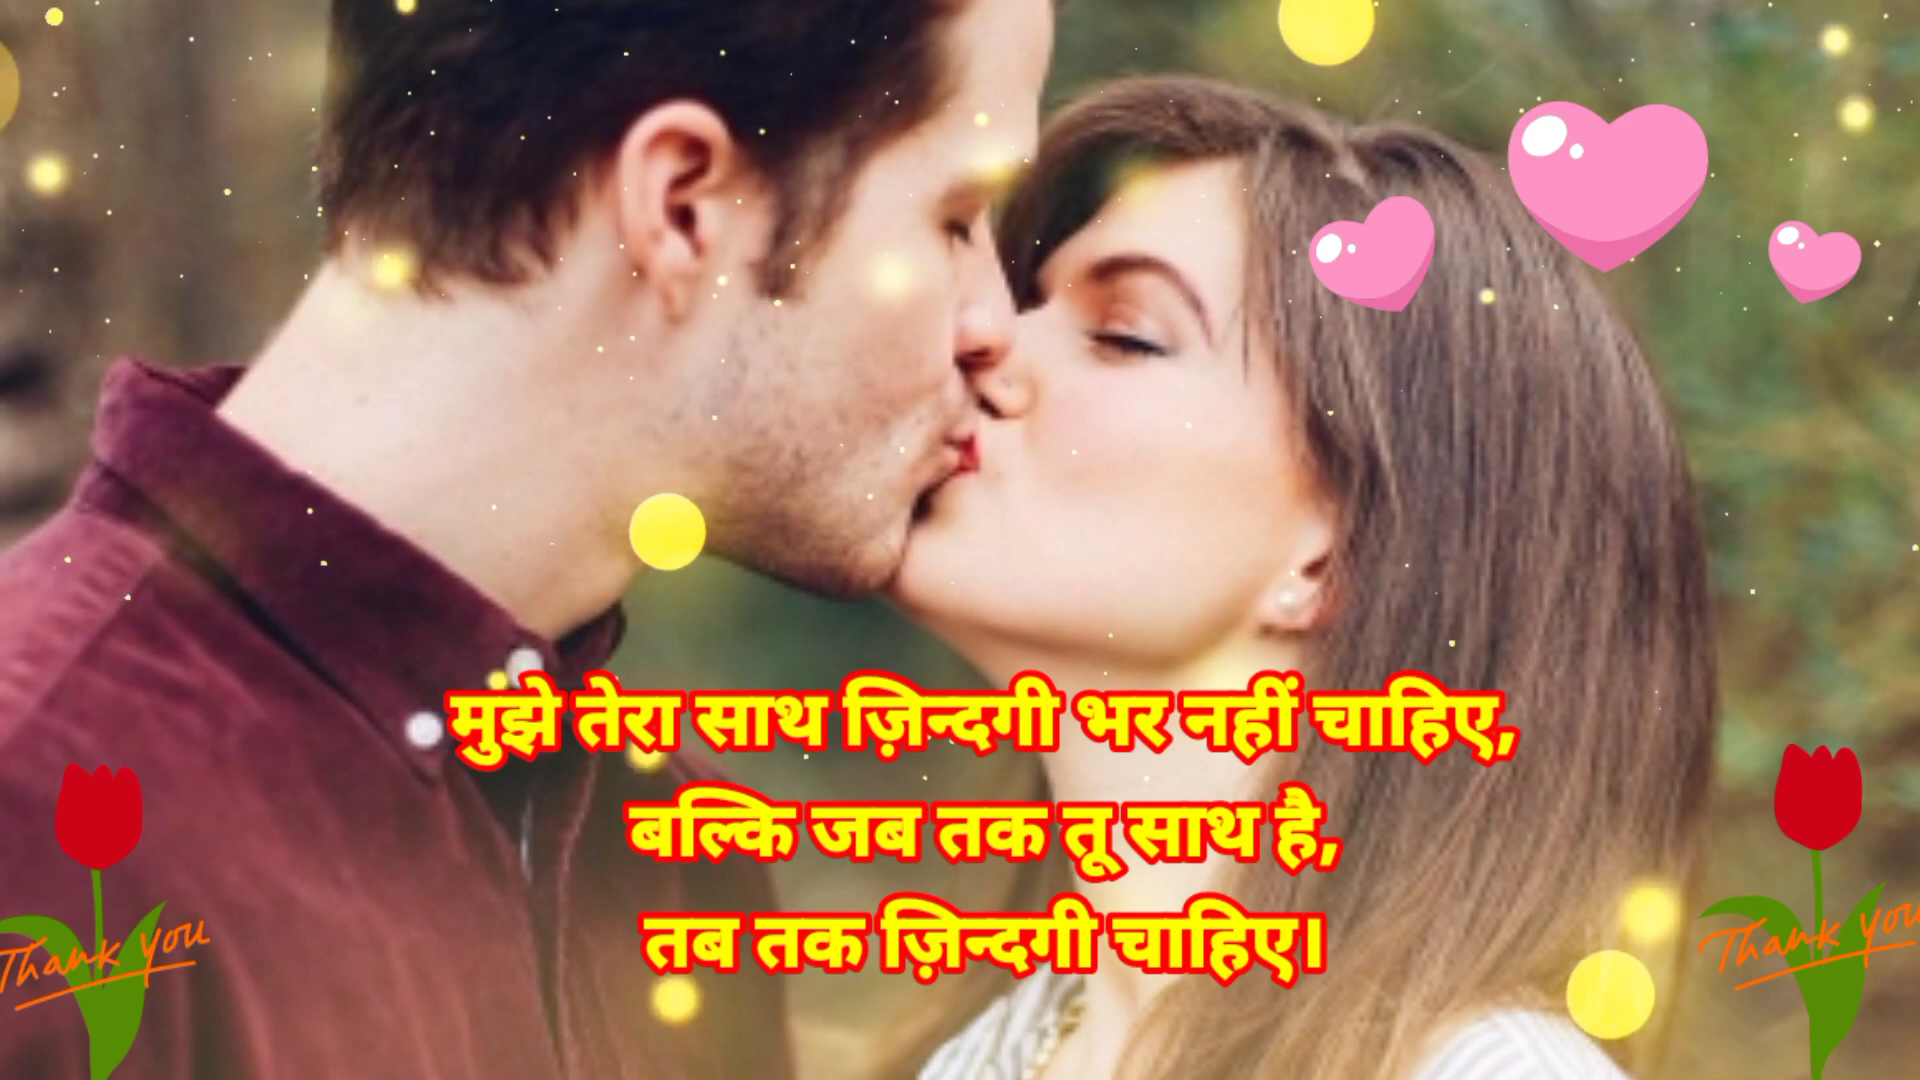 मुझे तेरा साथ ज़िन्दगी भर नहीं चाहिए,
बल्कि जब तक तू साथ है,
तब तक ज़िन्दगी चाहिए।
Thank you
Thank you